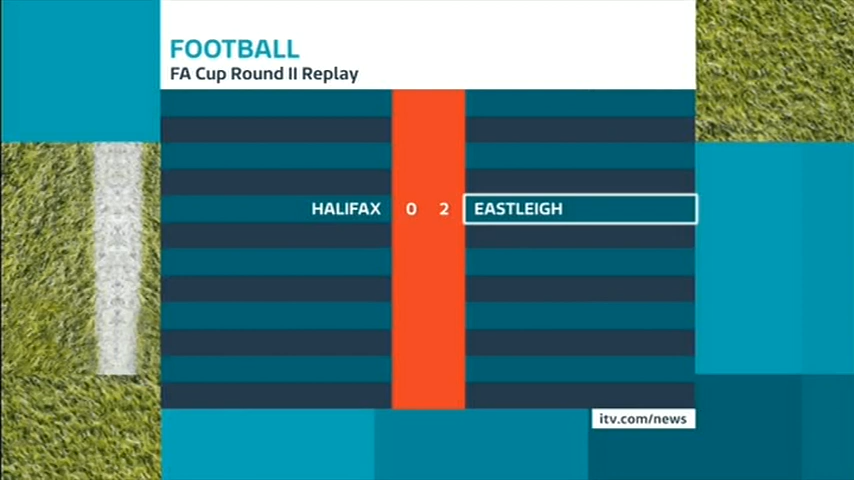 FOOTBALL
FA Cup Round II Replay
HALIFAX 0 2 EASTLEIGH
itv.com/news